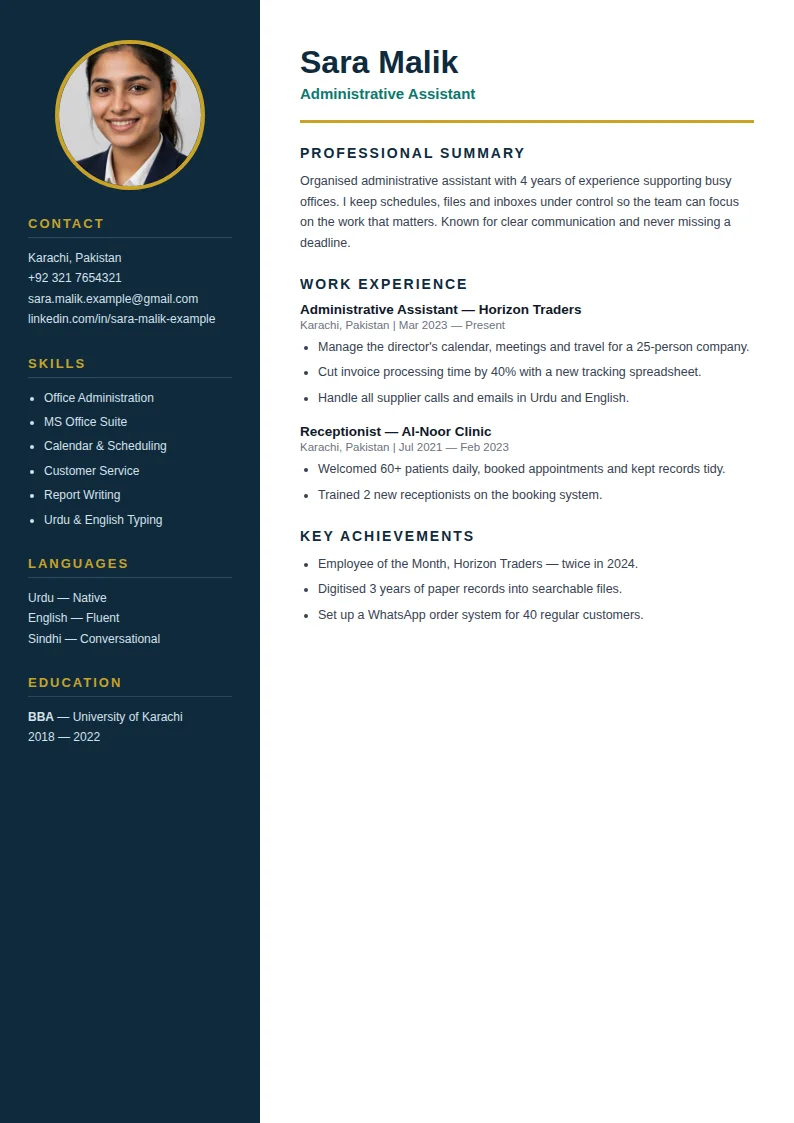 CONTACT
Karachi, Pakistan
+92 321 7654321
sara.malik.example@gmail.com
linkedin.com/in/sara-malik-example
SKILLS
• Office Administration
• MS Office Suite
• Calendar & Scheduling
• Customer Service
• Report Writing
• Urdu & English Typing
LANGUAGES
Urdu — Native
English — Fluent
Sindhi — Conversational
EDUCATION
BBA — University of Karachi
2018 — 2022
Sara Malik
Administrative Assistant
PROFESSIONAL SUMMARY
Organised administrative assistant with 4 years of experience supporting busy
offices. I keep schedules, files and inboxes under control so the team can focus
on the work that matters. Known for clear communication and never missing a
deadline.
WORK EXPERIENCE
Administrative Assistant — Horizon Traders
Karachi, Pakistan | Mar 2023 — Present
• Manage the director's calendar, meetings and travel for a 25-person company.
• Cut invoice processing time by 40% with a new tracking spreadsheet.
• Handle all supplier calls and emails in Urdu and English.
Receptionist — Al-Noor Clinic
Karachi, Pakistan | Jul 2021 — Feb 2023
• Welcomed 60+ patients daily, booked appointments and kept records tidy.
• Trained 2 new receptionists on the booking system.
KEY ACHIEVEMENTS
• Employee of the Month, Horizon Traders — twice in 2024.
• Digitised 3 years of paper records into searchable files.
• Set up a WhatsApp order system for 40 regular customers.